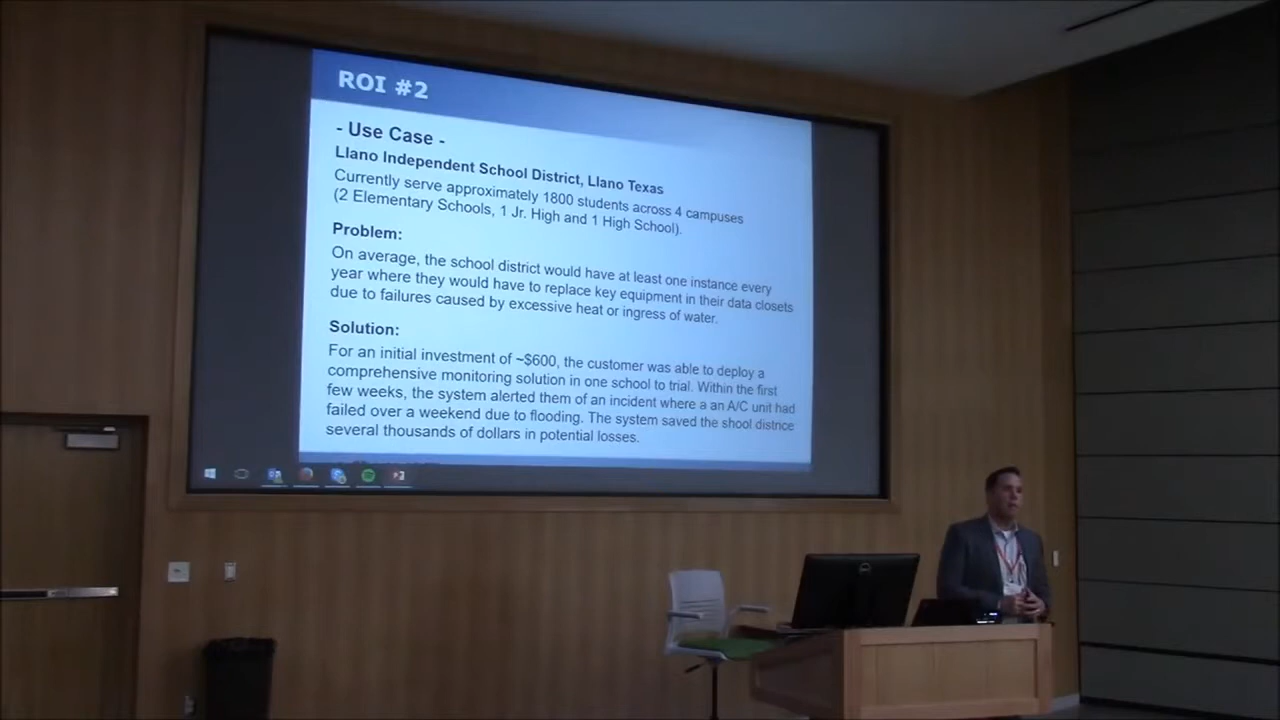 ROI #2
- Use Case -
Llano Independent School District, Llano Texas
Currently serve approximately 1800 students across 4 campuses
(2 Elementary Schools, 1 Jr. High and 1 High School).
Problem:
On average, the school district would have at least one instance every
year where they would have to replace key equipment in their data closets
due to failures caused by excessive heat or ingress of water.
Solution:
For an initial investment of ~$600, the customer was able to deploy a
comprehensive monitoring solution in one school to trial. Within the first
few weeks, the system alerted them of an incident where a an A/C unit had
failed over a weekend due to flooding. The system saved the shool districe
several thousands of dollars in potential losses.